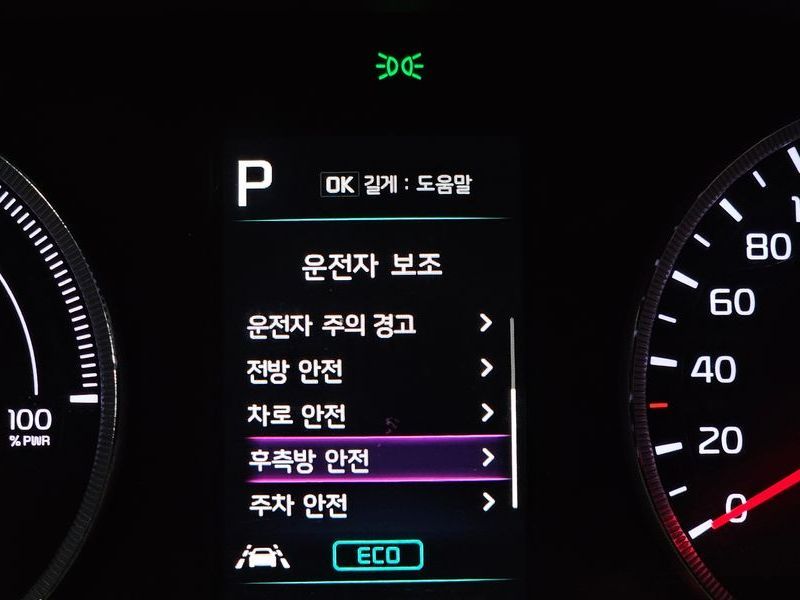 P
OK 길게 : 도움말
운전자 보조
운전자 주의 경고
전방 안전
차로 안전
후측방 안전
주차 안전
ECO
100
% PWR
80
60
40
20
0